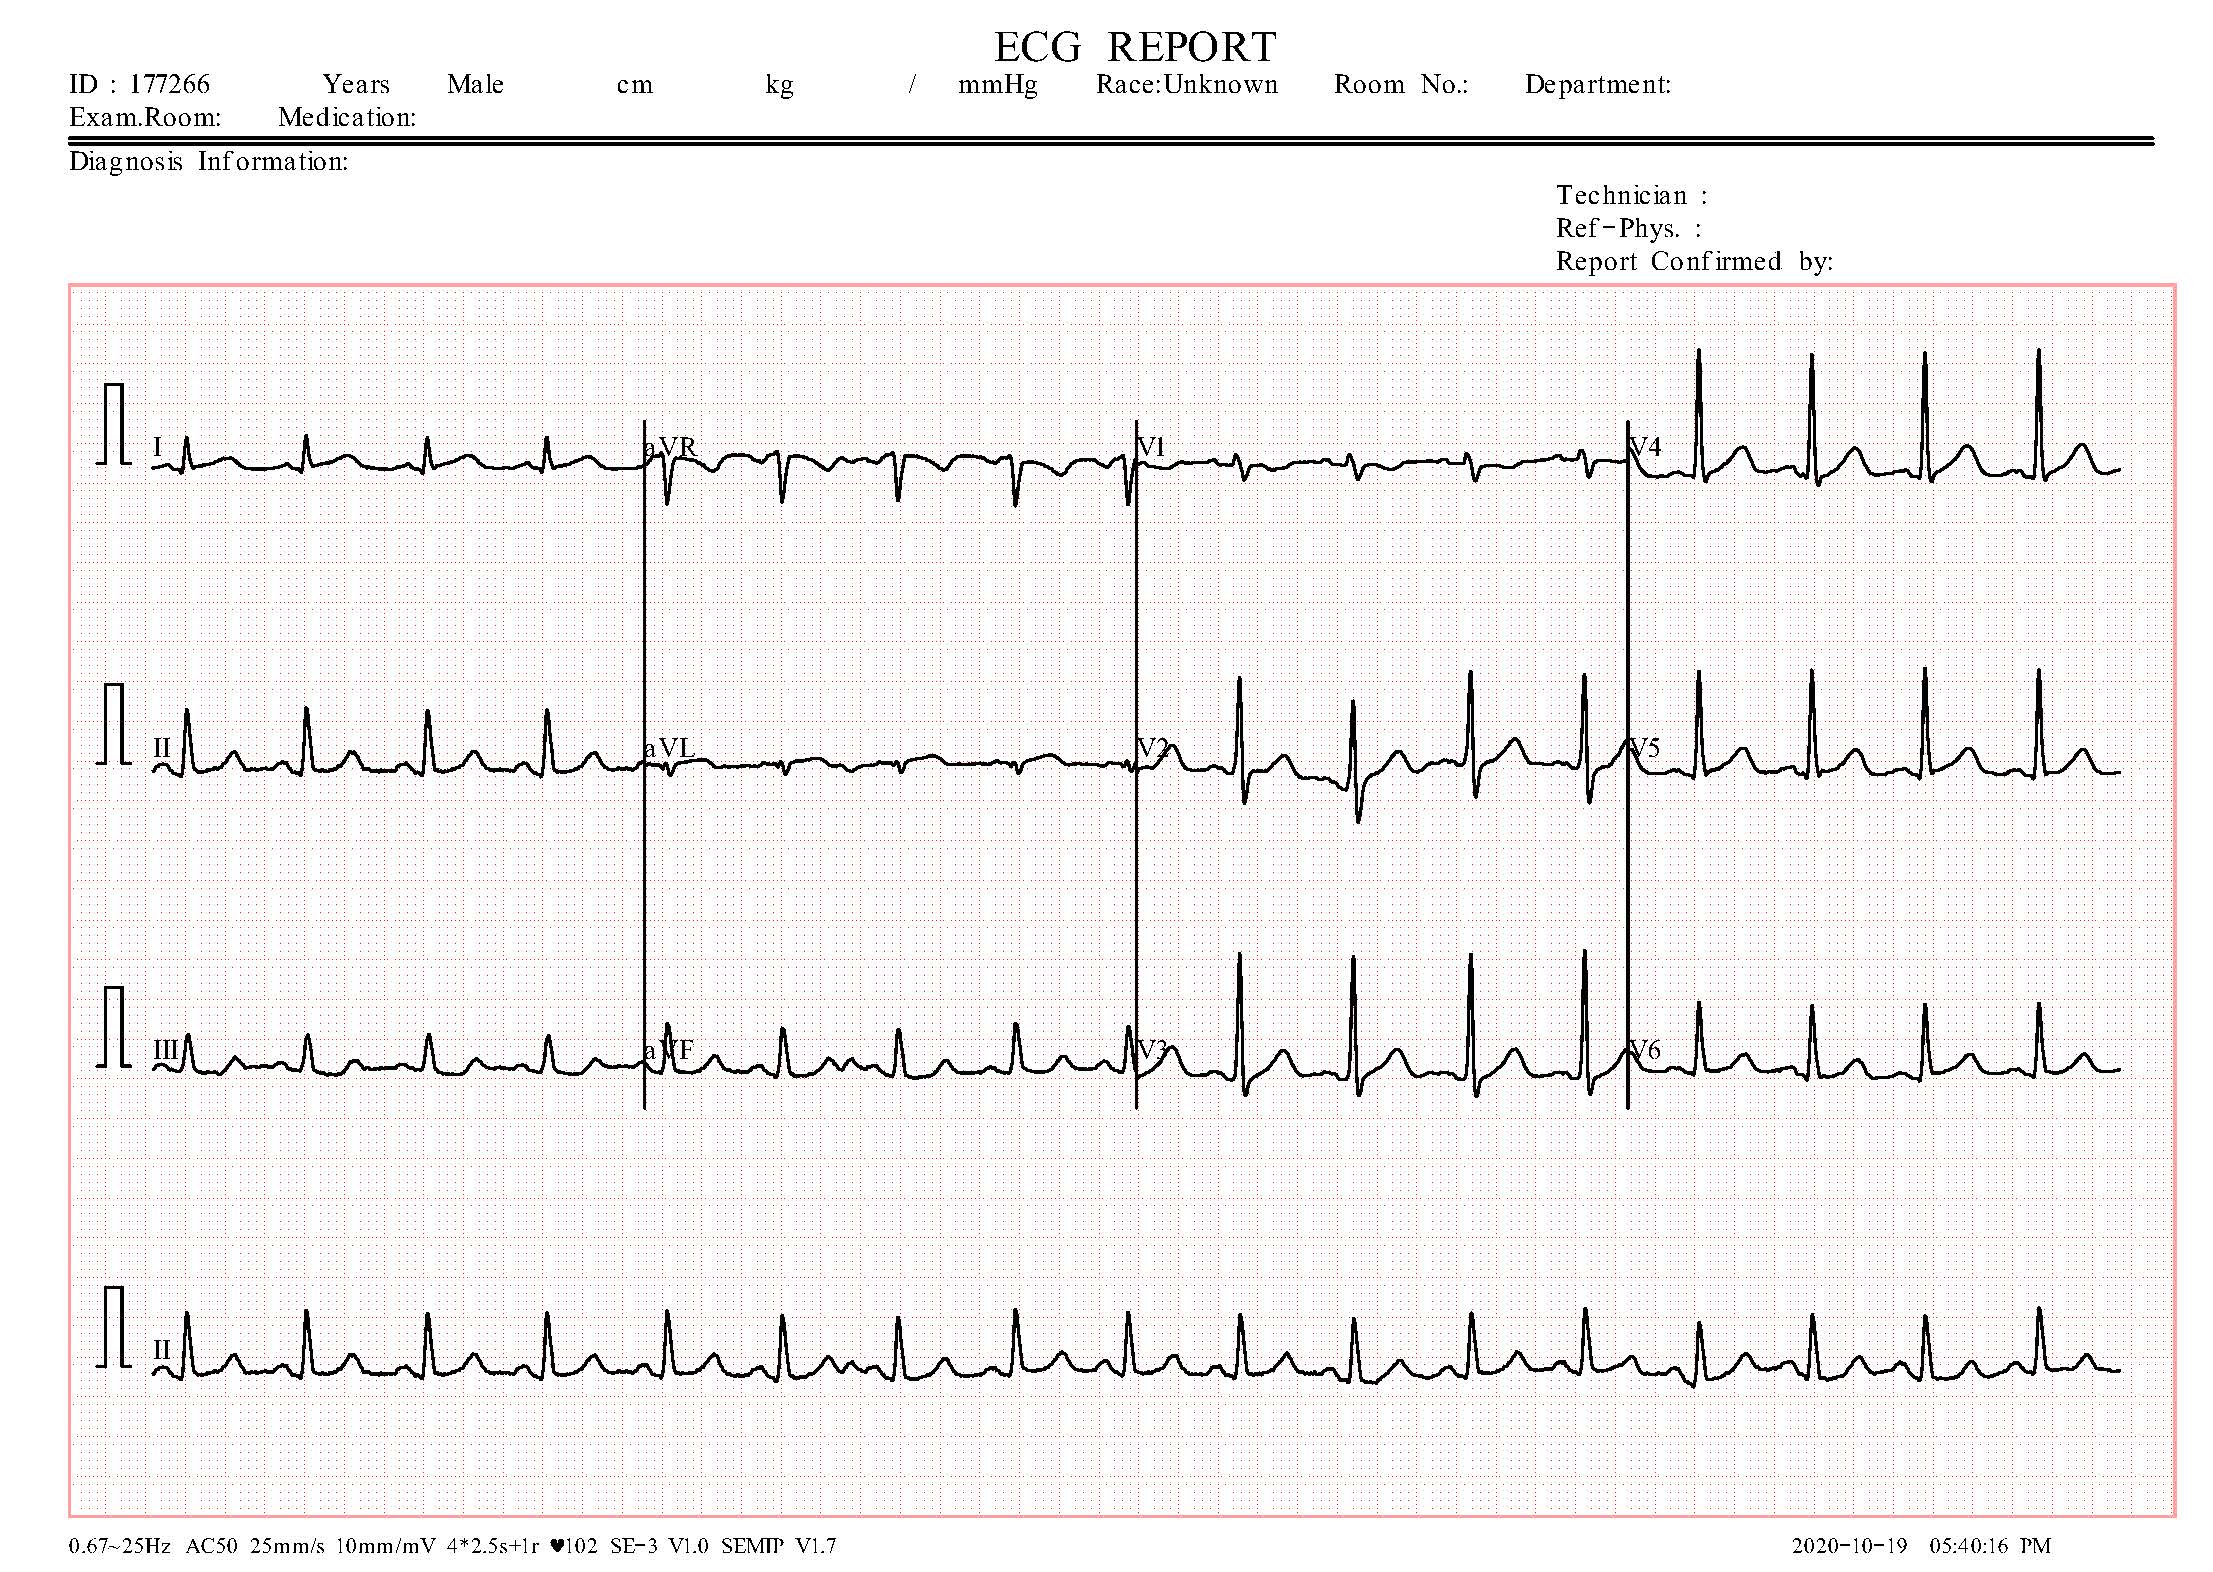 ECG REPORT
ID : 177266 Years Male cm kg / mmHg Race:Unknown Room No.: Department:
Exam.Room: Medication:
Diagnosis Information:
Technician :
Ref-Phys. :
Report Confirmed by:
I aVR V1 V4
II aVL V2 V5
III aVF V3 V6
II
0.67~25Hz AC50 25mm/s 10mm/mV 4*2.5s+1r ♥102 SE-3 V1.0 SEMIP V1.7 2020-10-19 05:40:16 PM